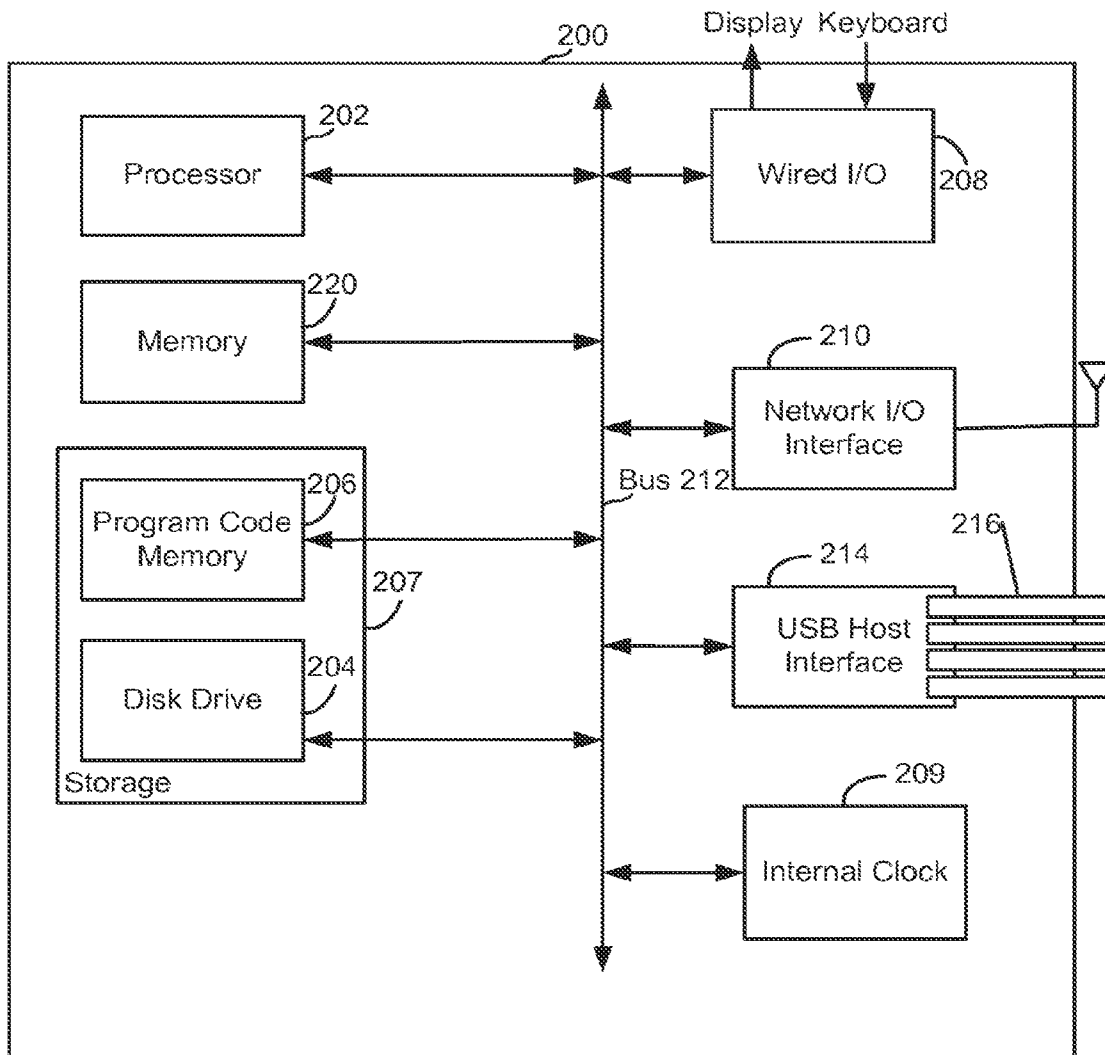 200
Display Keyboard
202
Processor
Wired I/O
208
220
Memory
210
Network I/O
Interface
Bus 212
206
Program Code
Memory
207
216
214
USB Host
Interface
204
Disk Drive
Storage
209
Internal Clock